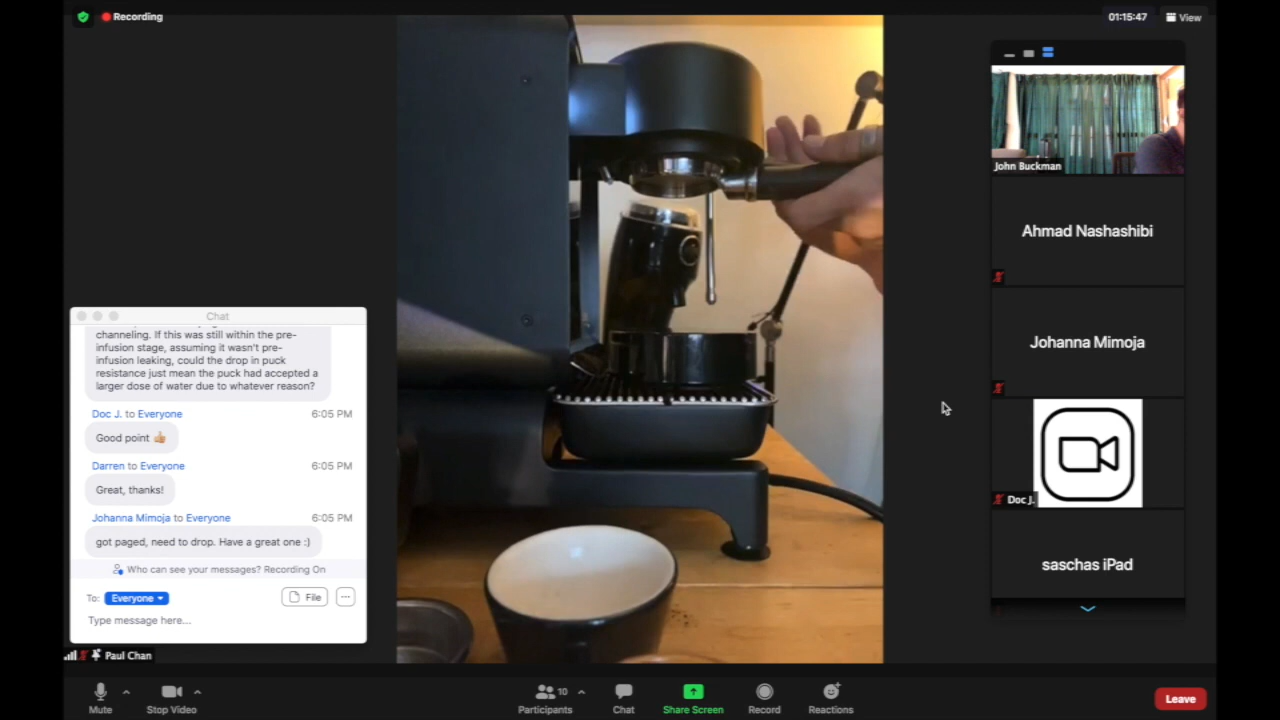 Recording
01:15:47
View
Chat
channeling. If this was still within the pre-
infusion stage, assuming it wasn't pre-
infusion leaking, could the drop in puck
resistance just mean the puck had accepted a
larger dose of water due to whatever reason?
Doc J. to Everyone 6:05 PM
Good point 👍
Darren to Everyone 6:05 PM
Great, thanks!
Johanna Mimoja to Everyone 6:05 PM
got paged, need to drop. Have a great one :)
Who can see your messages? Recording On
To: Everyone File ...
Type message here...
Paul Chan
John Buckman
Ahmad Nashashibi
Johanna Mimoja
Doc J.
saschas iPad
Mute
Stop Video
10
Participants
Chat
Share Screen
Record
Reactions
Leave